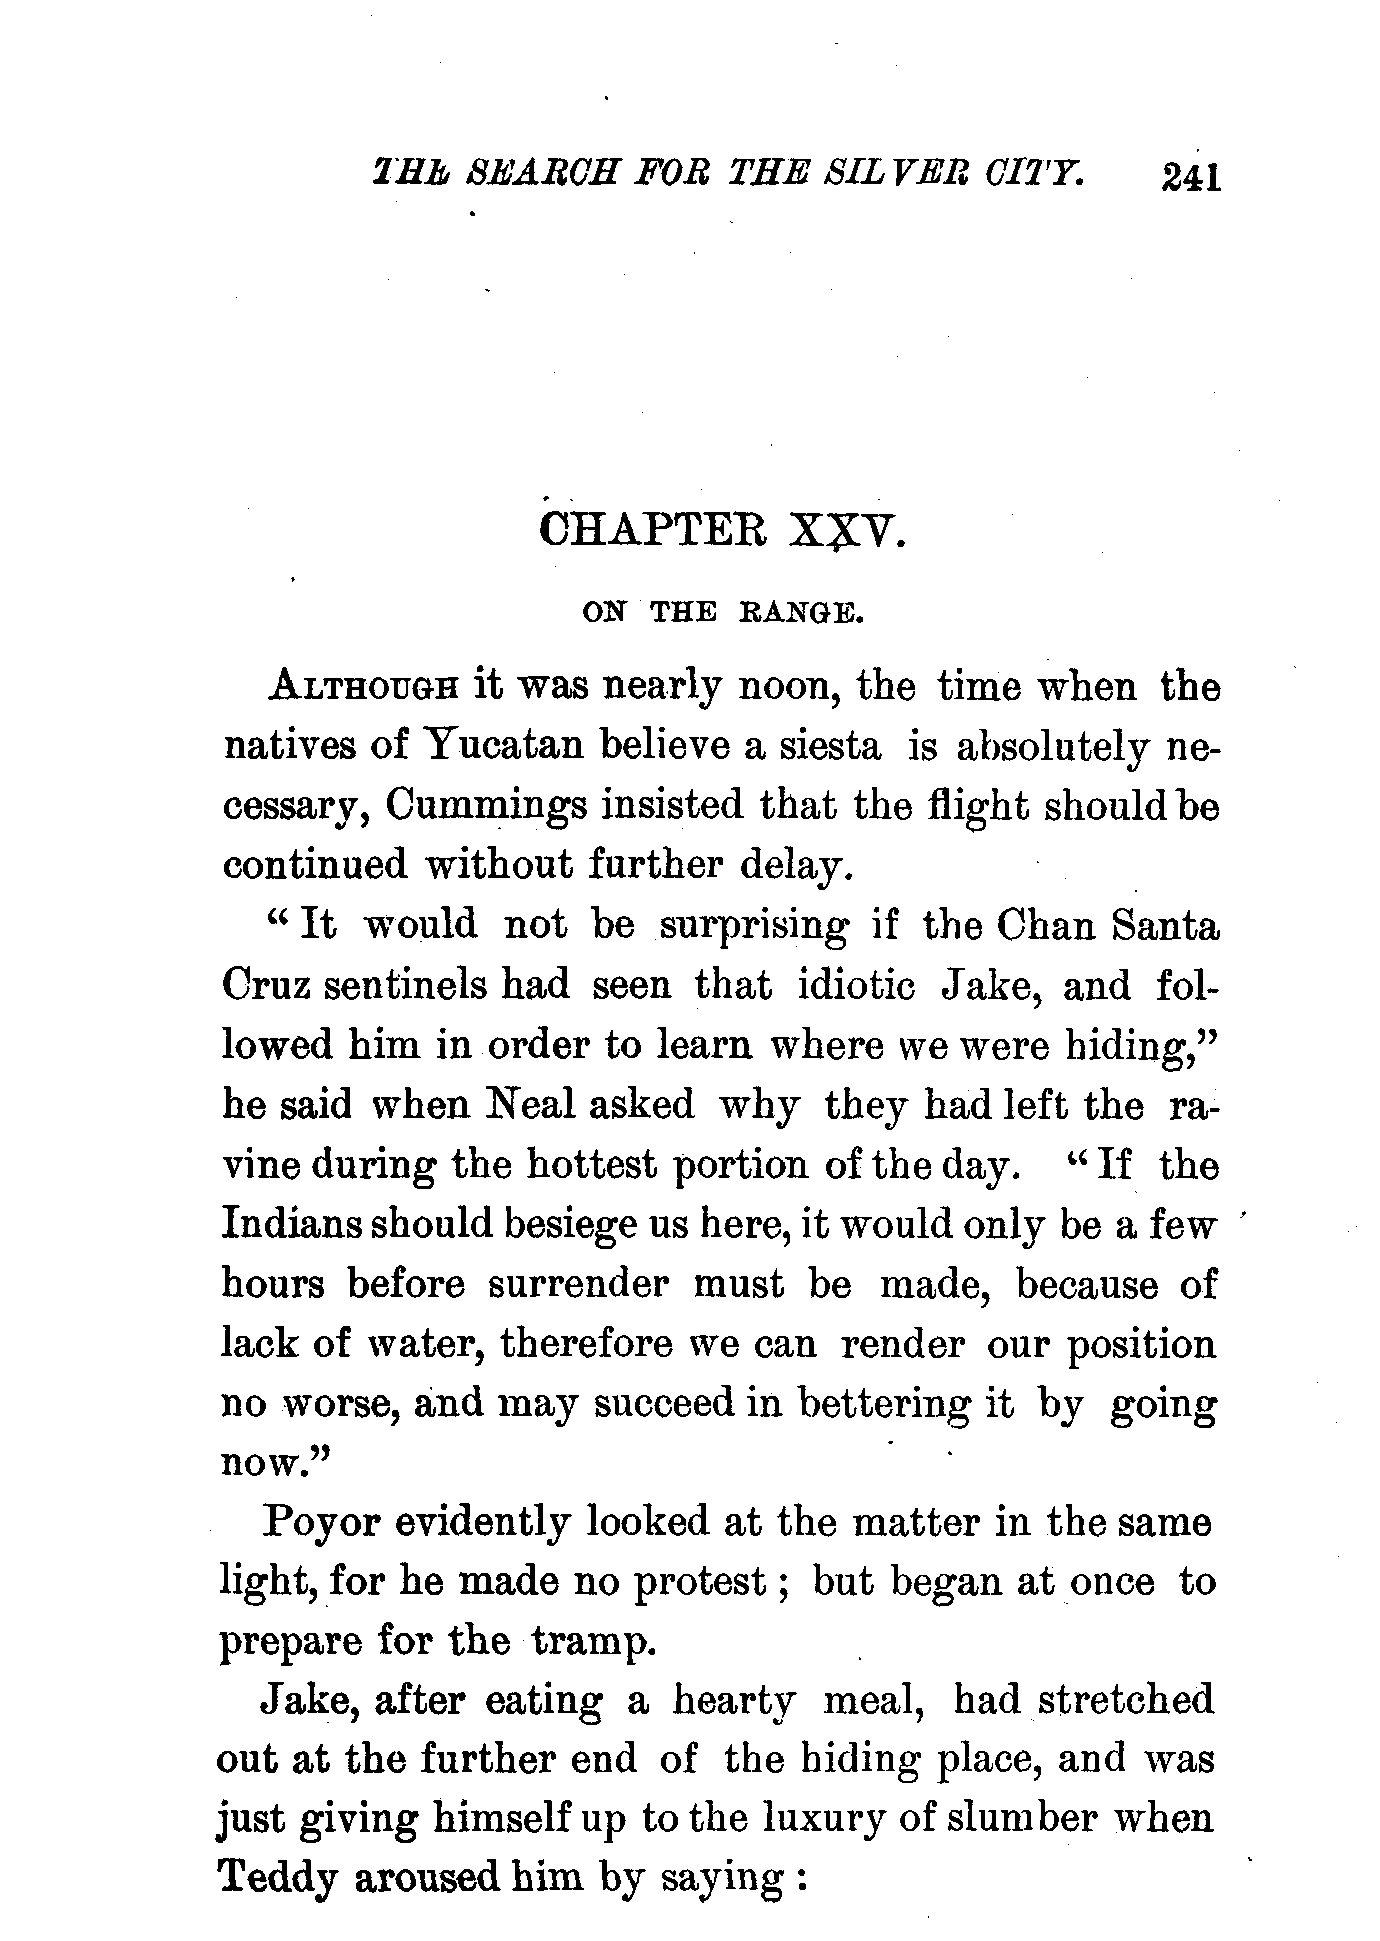 THE SEARCH FOR THE SILVER CITY. 241
CHAPTER XXV.
ON THE RANGE.
ALTHOUGH it was nearly noon, the time when the
natives of Yucatan believe a siesta is absolutely ne-
cessary, Cummings insisted that the flight should be
continued without further delay.
“ It would not be surprising if the Chan Santa
Cruz sentinels had seen that idiotic Jake, and fol-
lowed him in order to learn where we were hiding,”
he said when Neal asked why they had left the ra-
vine during the hottest portion of the day. “ If the
Indians should besiege us here, it would only be a few
hours before surrender must be made, because of
lack of water, therefore we can render our position
no worse, and may succeed in bettering it by going
now.”
Poyor evidently looked at the matter in the same
light, for he made no protest ; but began at once to
prepare for the tramp.
Jake, after eating a hearty meal, had stretched
out at the further end of the hiding place, and was
just giving himself up to the luxury of slumber when
Teddy aroused him by saying :